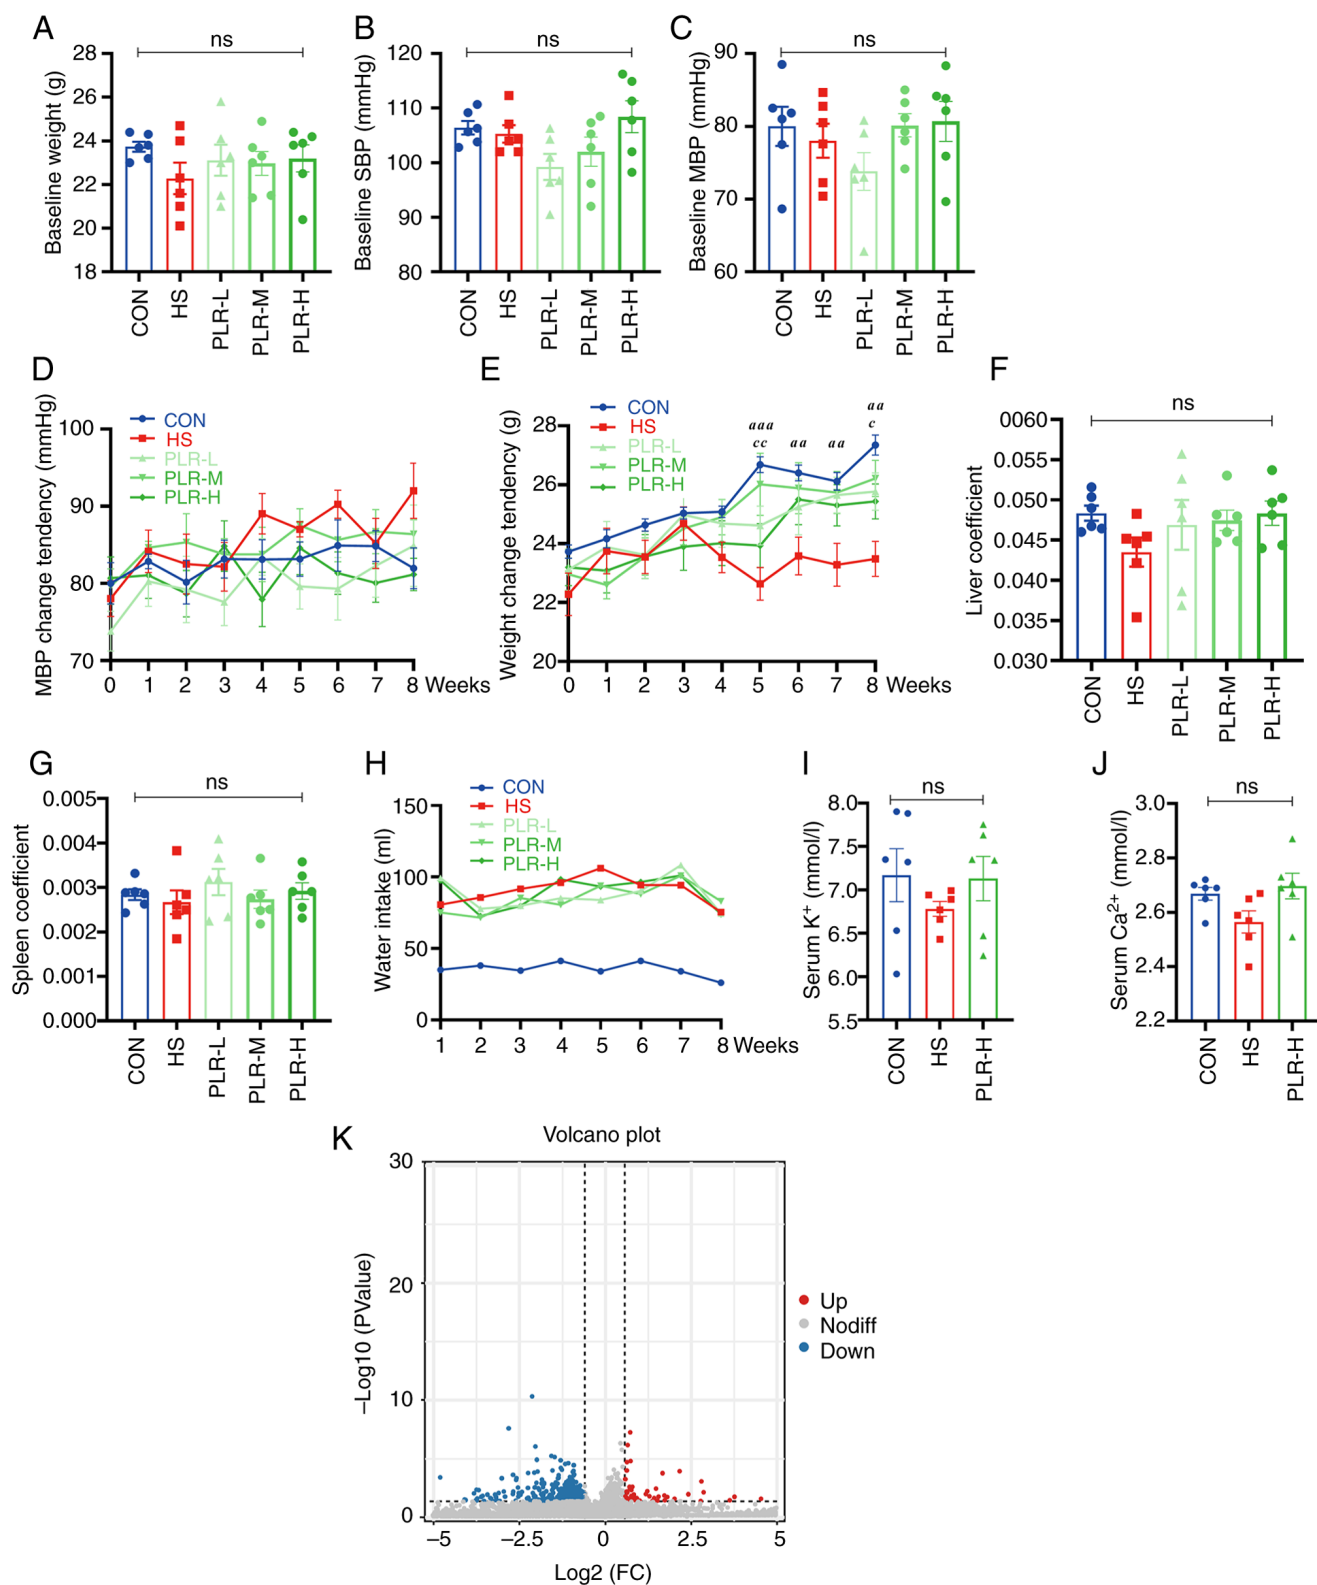 A
ns
Baseline weight (g)
28
26
24
22
20
18
CON
HS
PLR-L
PLR-M
PLR-H
B
ns
Baseline SBP (mmHg)
120
110
100
90
80
CON
HS
PLR-L
PLR-M
PLR-H
C
ns
Baseline MBP (mmHg)
90
80
70
60
CON
HS
PLR-L
PLR-M
PLR-H
D
MBP change tendency (mmHg)
100
90
80
70
CON
HS
PLR-L
PLR-M
PLR-H
0 1 2 3 4 5 6 7 8 Weeks
E
Weight change tendency (g)
28
26
24
22
20
CON
HS
PLR-L
PLR-M
PLR-H
aaa
cc
aa
aa
aa
c
0 1 2 3 4 5 6 7 8 Weeks
F
ns
Liver coefficient
0060
0.055
0.050
0.045
0.040
0.035
0.030
CON
HS
PLR-L
PLR-M
PLR-H
G
ns
Spleen coefficient
0.005
0.004
0.003
0.002
0.001
0.000
CON
HS
PLR-L
PLR-M
PLR-H
H
Water intake (ml)
150
100
50
0
CON
HS
PLR-L
PLR-M
PLR-H
1 2 3 4 5 6 7 8 Weeks
I
ns
Serum K+ (mmol/l)
8.0
7.5
7.0
6.5
6.0
5.5
CON
HS
PLR-H
J
ns
Serum Ca2+ (mmol/l)
3.0
2.8
2.6
2.4
2.2
CON
HS
PLR-H
K
Volcano plot
–Log10 (PValue)
30
20
10
0
–5 –2.5 0 2.5 5
Log2 (FC)
Up
Nodiff
Down